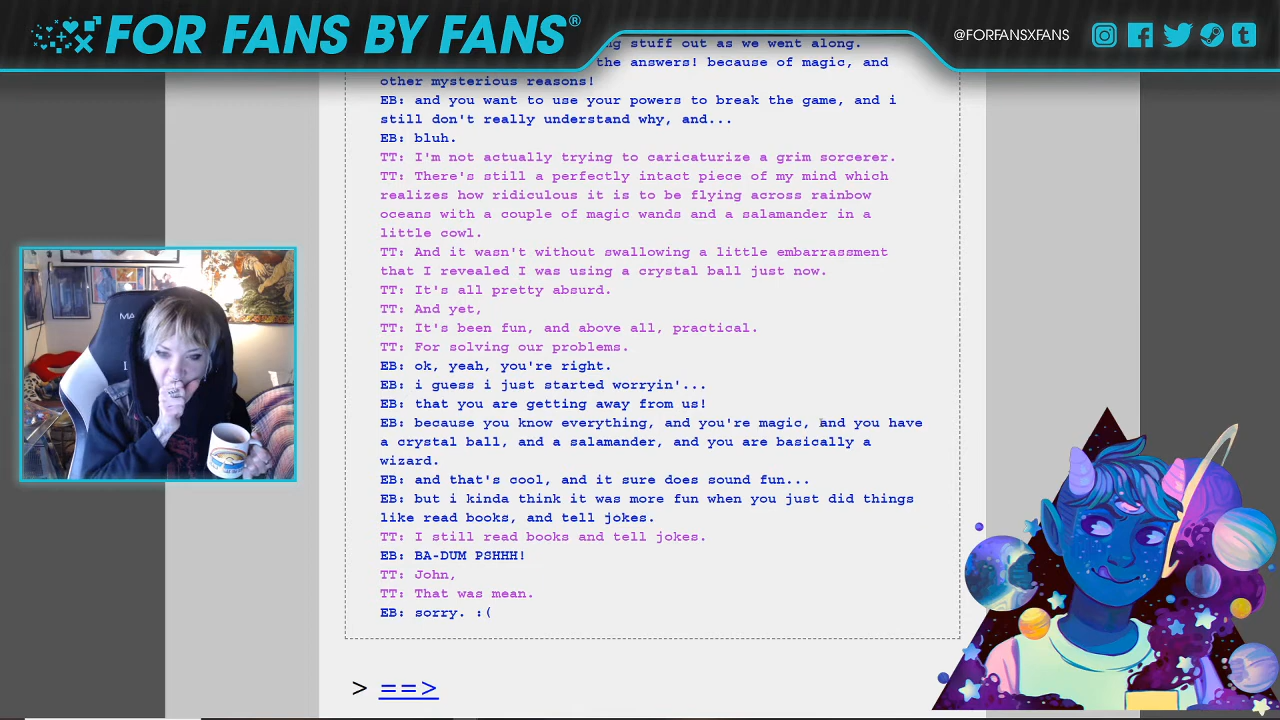 FOR FANS BY FANS®
@FORFANSXFANS
ng stuff out as we went along.
the answers! because of magic, and
other mysterious reasons!
EB: and you want to use your powers to break the game, and i
still don't really understand why, and...
EB: bluh.
TT: I'm not actually trying to caricaturize a grim sorcerer.
TT: There's still a perfectly intact piece of my mind which
realizes how ridiculous it is to be flying across rainbow
oceans with a couple of magic wands and a salamander in a
little cowl.
TT: And it wasn't without swallowing a little embarrassment
that I revealed I was using a crystal ball just now.
TT: It's all pretty absurd.
TT: And yet,
TT: It's been fun, and above all, practical.
TT: For solving our problems.
EB: ok, yeah, you're right.
EB: i guess i just started worryin'...
EB: that you are getting away from us!
EB: because you know everything, and you're magic, and you have
a crystal ball, and a salamander, and you are basically a
wizard.
EB: and that's cool, and it sure does sound fun...
EB: but i kinda think it was more fun when you just did things
like read books, and tell jokes.
TT: I still read books and tell jokes.
EB: BA-DUM PSHHH!
TT: John,
TT: That was mean.
EB: sorry. :(
> ==>